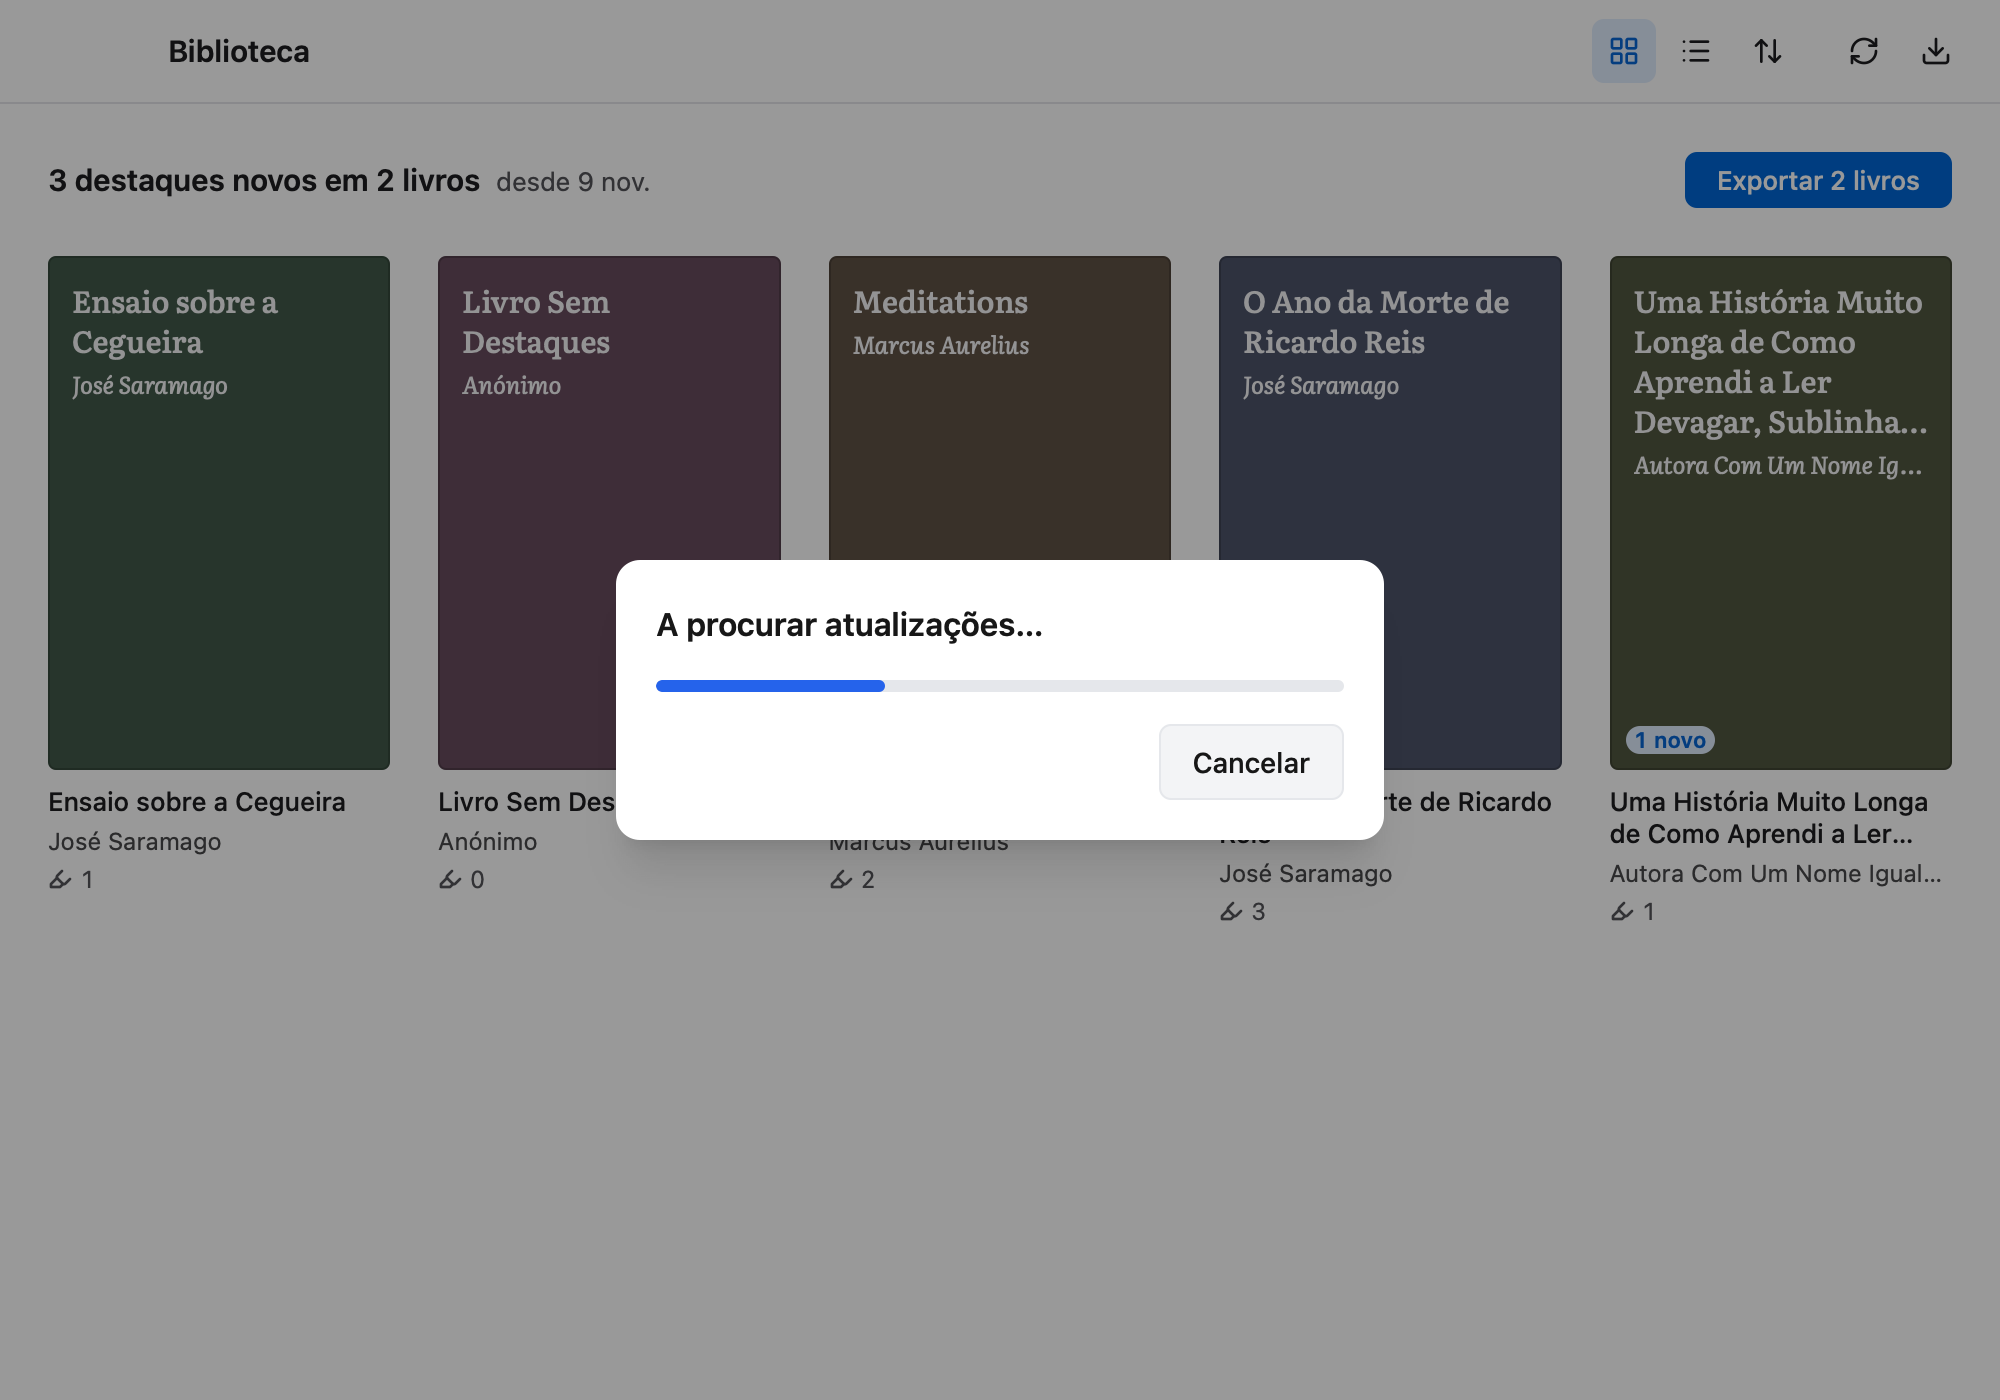 Biblioteca
3 destaques novos em 2 livros desde 9 nov.
Exportar 2 livros
Ensaio sobre a
Cegueira
José Saramago
Livro Sem
Destaques
Anónimo
Meditations
Marcus Aurelius
O Ano da Morte de
Ricardo Reis
José Saramago
Uma História Muito
Longa de Como
Aprendi a Ler
Devagar, Sublinha...
Autora Com Um Nome Ig...
1 novo
A procurar atualizações...
Cancelar
Ensaio sobre a Cegueira
José Saramago
1
Livro Sem Des
Anónimo
0
Marcus Aurelius
2
rte de Ricardo
Reis
José Saramago
3
Uma História Muito Longa
de Como Aprendi a Ler...
Autora Com Um Nome Igual...
1